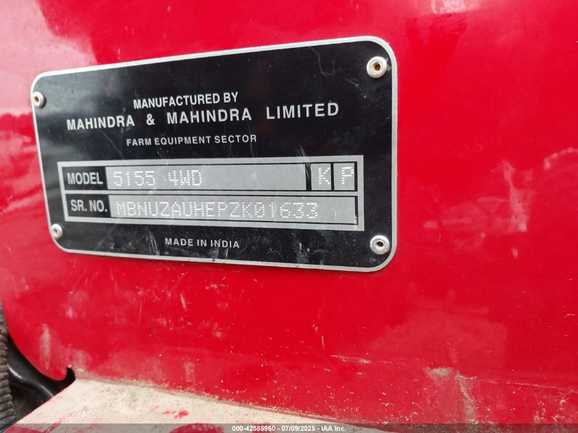 MANUFACTURED BY
MAHINDRA & MAHINDRA LIMITED
FARM EQUIPMENT SECTOR
MODEL 5155 4WD K P
SR. NO. MBNUZAUHEPZK01633
MADE IN INDIA
000-42588960 - 07/09/2025 - IAA Inc.